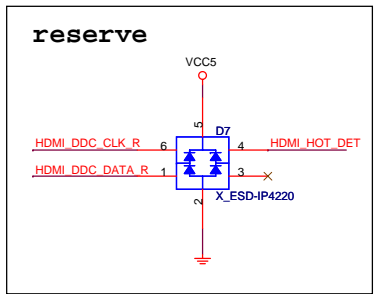 reserve
VCC5
5
D7
HDMI_DDC_CLK_R 6 4 HDMI_HOT_DET
HDMI_DDC_DATA_R 1 3
2 X_ESD-IP4220